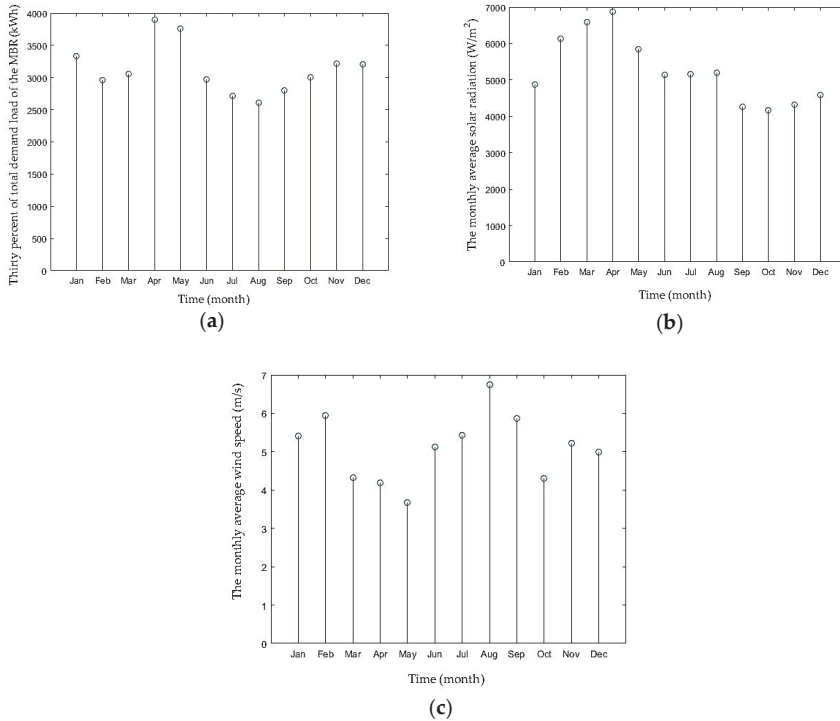 Thirty percent of total demand load of the MBR (kWh)
4000
3500
3000
2500
2000
1500
1000
500
0
Jan Feb Mar Apr May Jun Jul Aug Sep Oct Nov Dec
Time (month)
(a)
The monthly average solar radiation (W/m²)
7000
6000
5000
4000
3000
2000
1000
0
Jan Feb Mar Apr May Jun Jul Aug Sep Oct Nov Dec
Time (month)
(b)
The monthly average wind speed (m/s)
7
6
5
4
3
2
1
0
Jan Feb Mar Apr May Jun Jul Aug Sep Oct Nov Dec
Time (month)
(c)